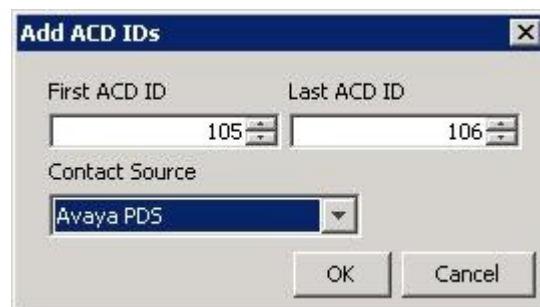 Add ACD IDs
First ACD ID Last ACD ID
105 106
Contact Source
Avaya PDS
OK Cancel